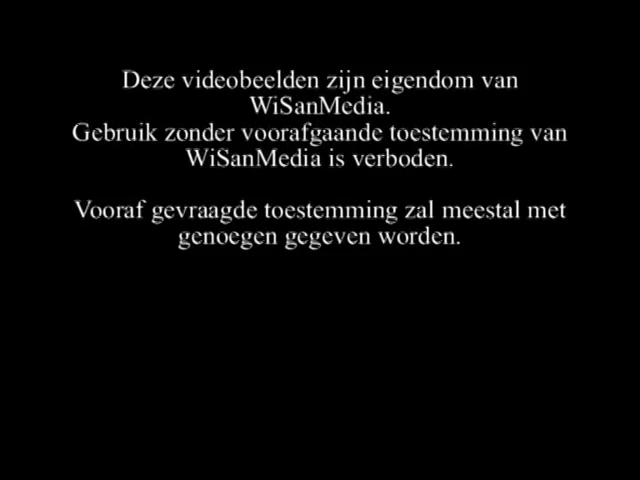 Deze videobeelden zijn eigendom van
WiSanMedia.
Gebruik zonder voorafgaande toestemming van
WiSanMedia is verboden.
Vooraf gevraagde toestemming zal meestal met
genoegen gegeven worden.